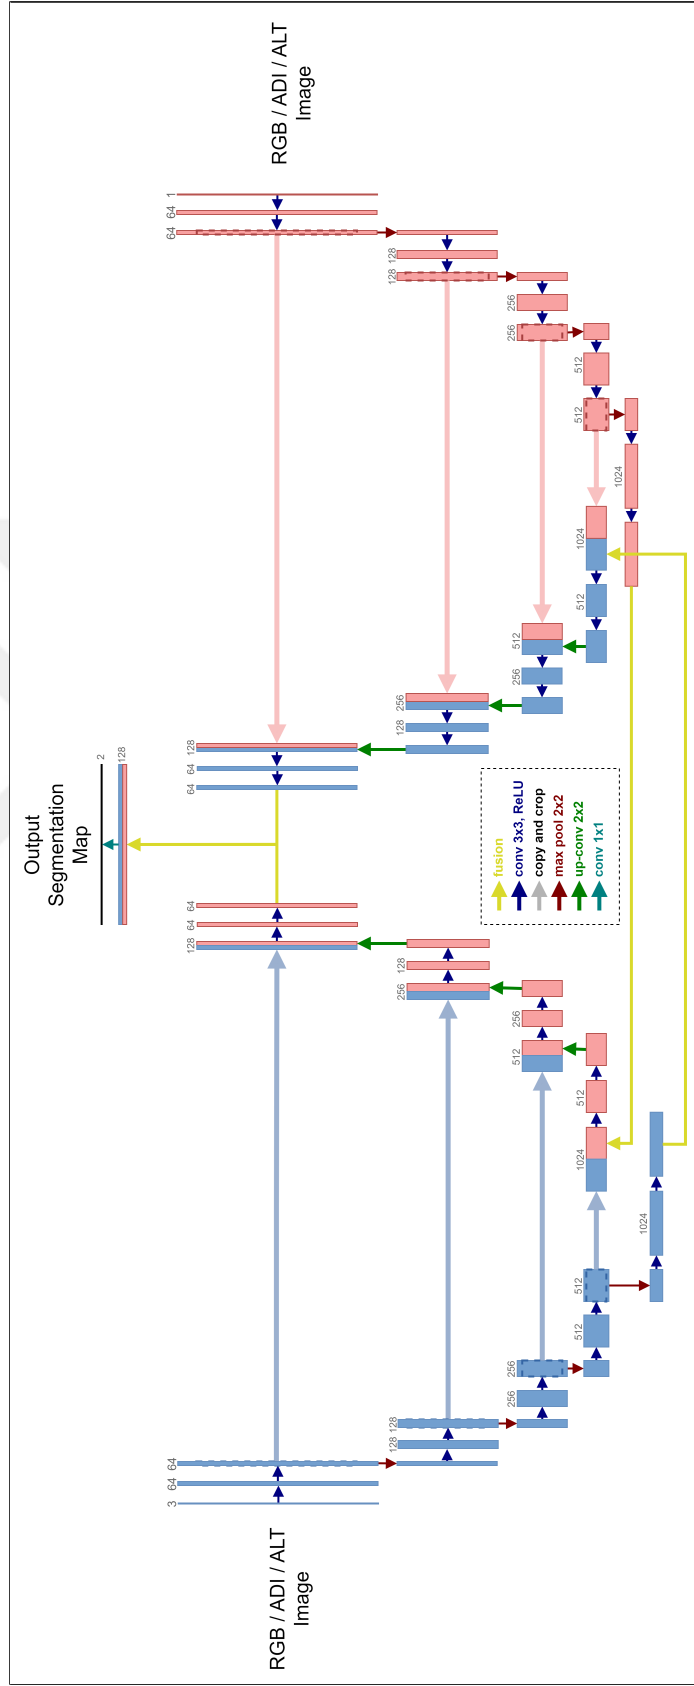 Output
Segmentation
Map
2
128
3 64 64 128 64 64 64 64 128 64 64 1
RGB / ADI / ALT
Image
RGB / ADI / ALT
Image
128 128 256 128 128 256 128 128
fusion
conv 3x3, ReLU
copy and crop
max pool 2x2
up-conv 2x2
conv 1x1
256 256 512 256 256 512 256 256
512 512 1024 512 512 1024 512 512
1024
1024